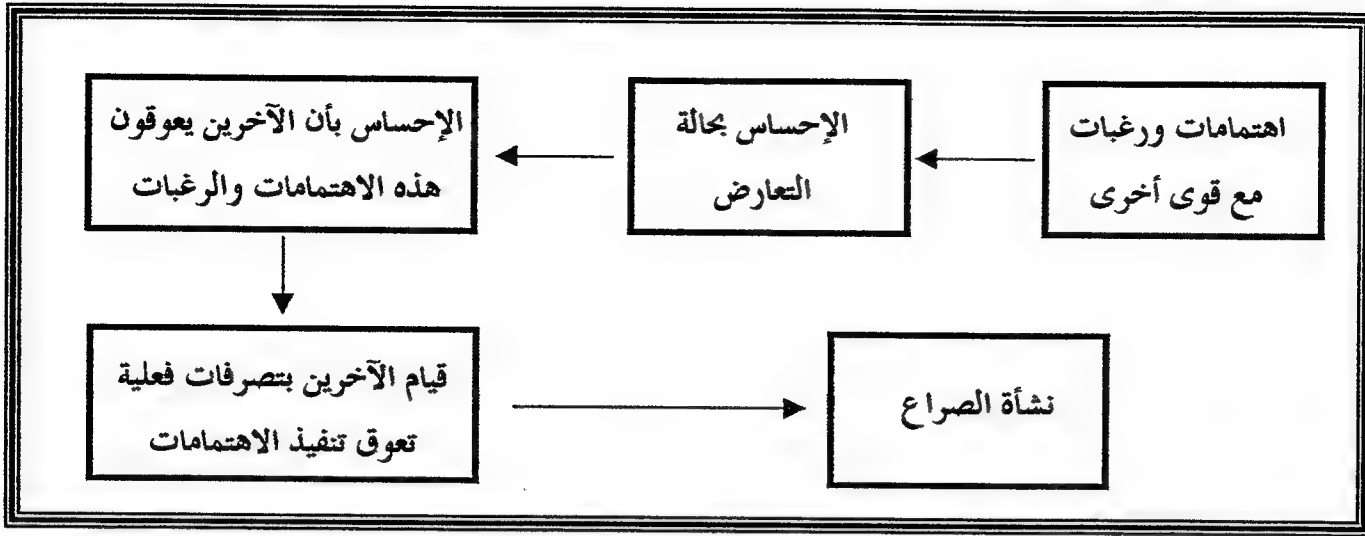 اهتمامات ورغبات
مع قوى أخرى
الإحساس بحالة
التعارض
الإحساس بأن الآخرين يعوقون
هذه الاهتمامات والرغبات
قيام الآخرين بتصرفات فعلية
تعوق تنفيذ الاهتمامات
نشأة الصراع